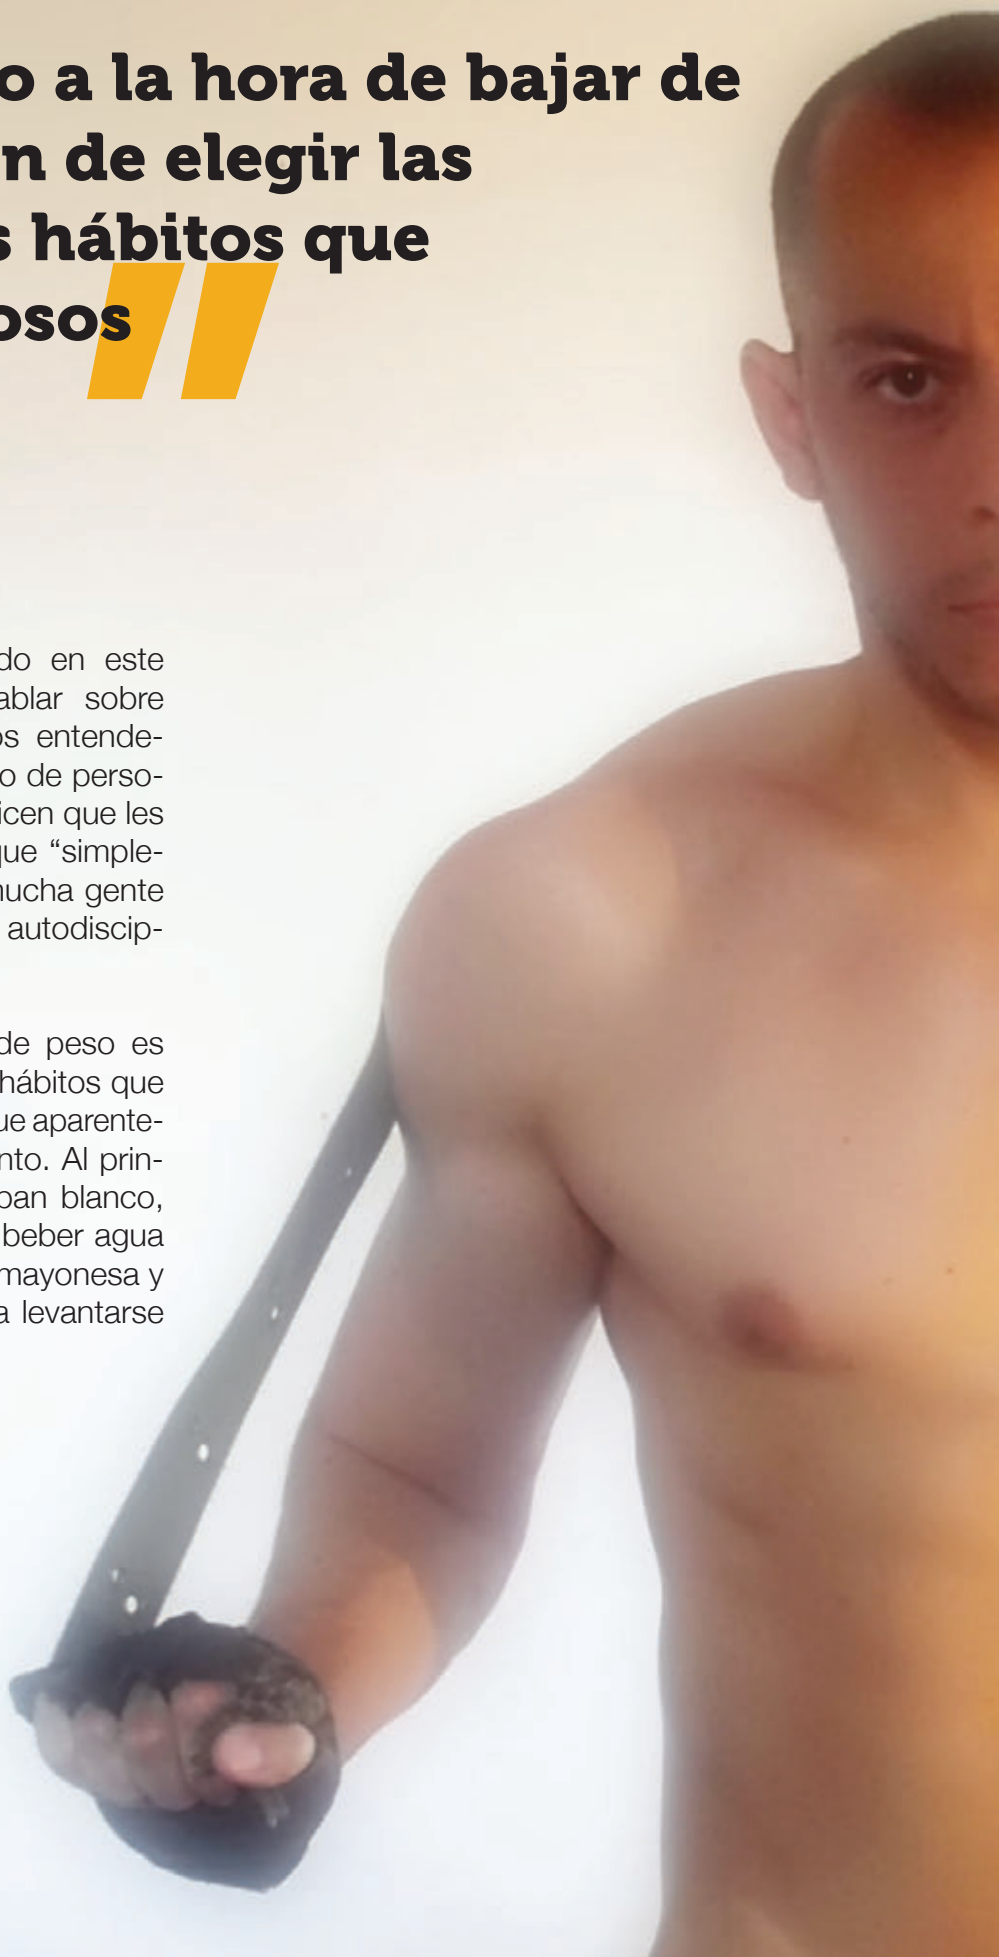 o a la hora de bajar de
n de elegir las
s hábitos que
osos
do en este
ablar sobre
os entende-
o de perso-
icen que les
que “simple-
mucha gente
autodiscip-
de peso es
hábitos que
ue aparente-
nto. Al prin-
pan blanco,
beber agua
mayonesa y
a levantarse